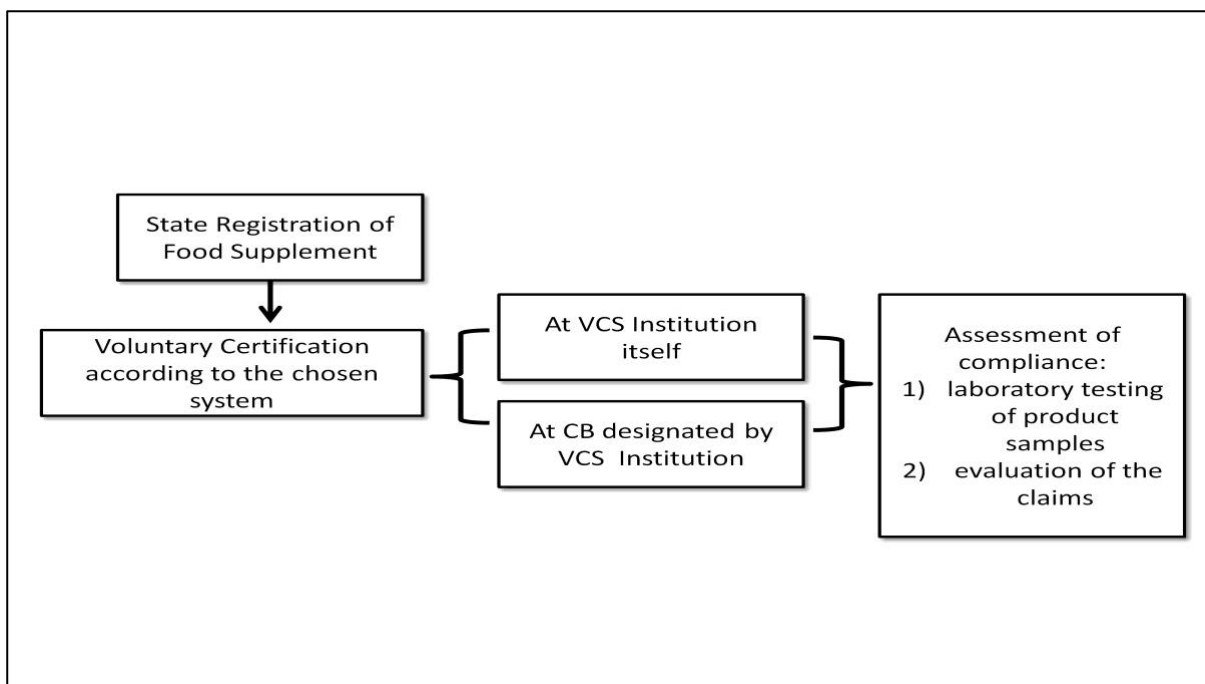 State Registration of
Food Supplement
Voluntary Certification
according to the chosen
system
At VCS Institution
itself
At CB designated by
VCS Institution
Assessment of
compliance:
1) laboratory testing
of product
samples
2) evaluation of the
claims